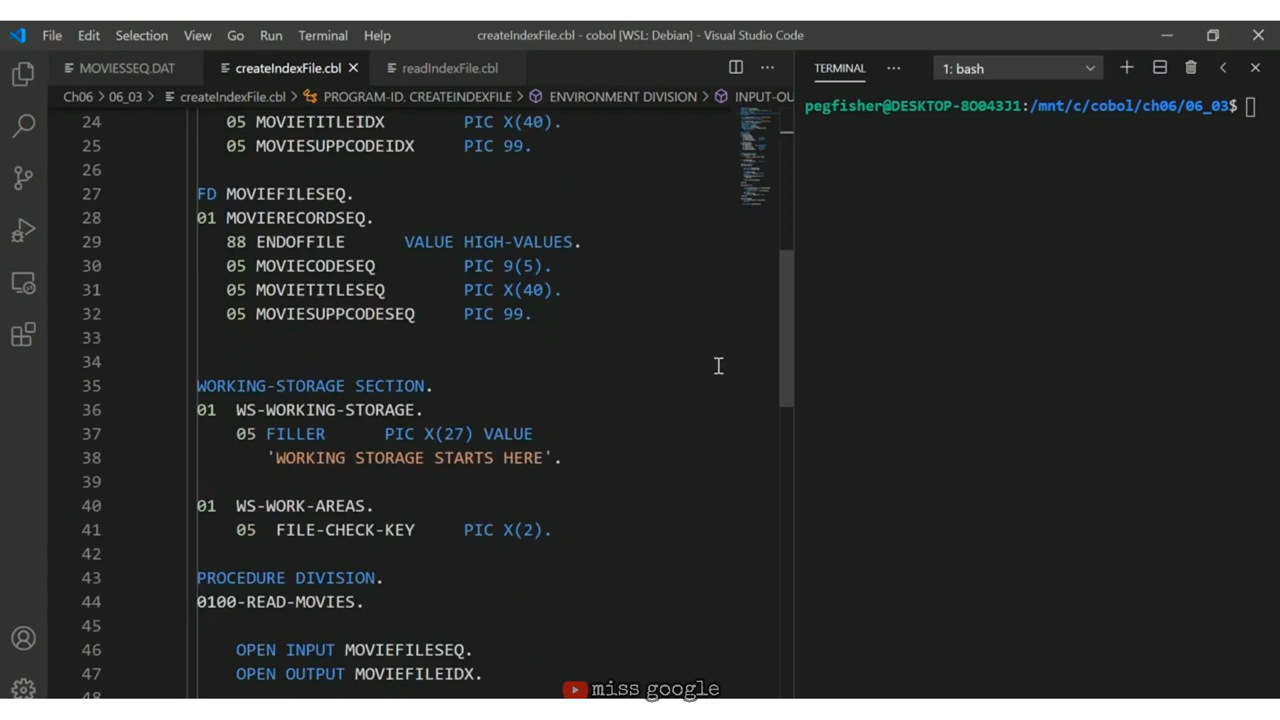 File Edit Selection View Go Run Terminal Help createIndexFile.cbl - cobol [WSL: Debian] - Visual Studio Code
MOVIESSEQ.DAT createIndexFile.cbl readIndexFile.cbl
Ch06 > 06_03 > createIndexFile.cbl > PROGRAM-ID. CREATEINDEXFILE > ENVIRONMENT DIVISION > INPUT-OU
24 05 MOVIETITLEIDX PIC X(40).
25 05 MOVIESUPPCODEIDX PIC 99.
26
27 FD MOVIEFILESEQ.
28 01 MOVIERECORDSEQ.
29 88 ENDOFFILE VALUE HIGH-VALUES.
30 05 MOVIECODESEQ PIC 9(5).
31 05 MOVIETITLESEQ PIC X(40).
32 05 MOVIESUPPCODESEQ PIC 99.
33
34
35 WORKING-STORAGE SECTION.
36 01 WS-WORKING-STORAGE.
37 05 FILLER PIC X(27) VALUE
38 'WORKING STORAGE STARTS HERE'.
39
40 01 WS-WORK-AREAS.
41 05 FILE-CHECK-KEY PIC X(2).
42
43 PROCEDURE DIVISION.
44 0100-READ-MOVIES.
45
46 OPEN INPUT MOVIEFILESEQ.
47 OPEN OUTPUT MOVIEFILEIDX.
48
TERMINAL 1: bash
pegfisher@DESKTOP-8O043J1:/mnt/c/cobol/ch06/06_03$
miss google